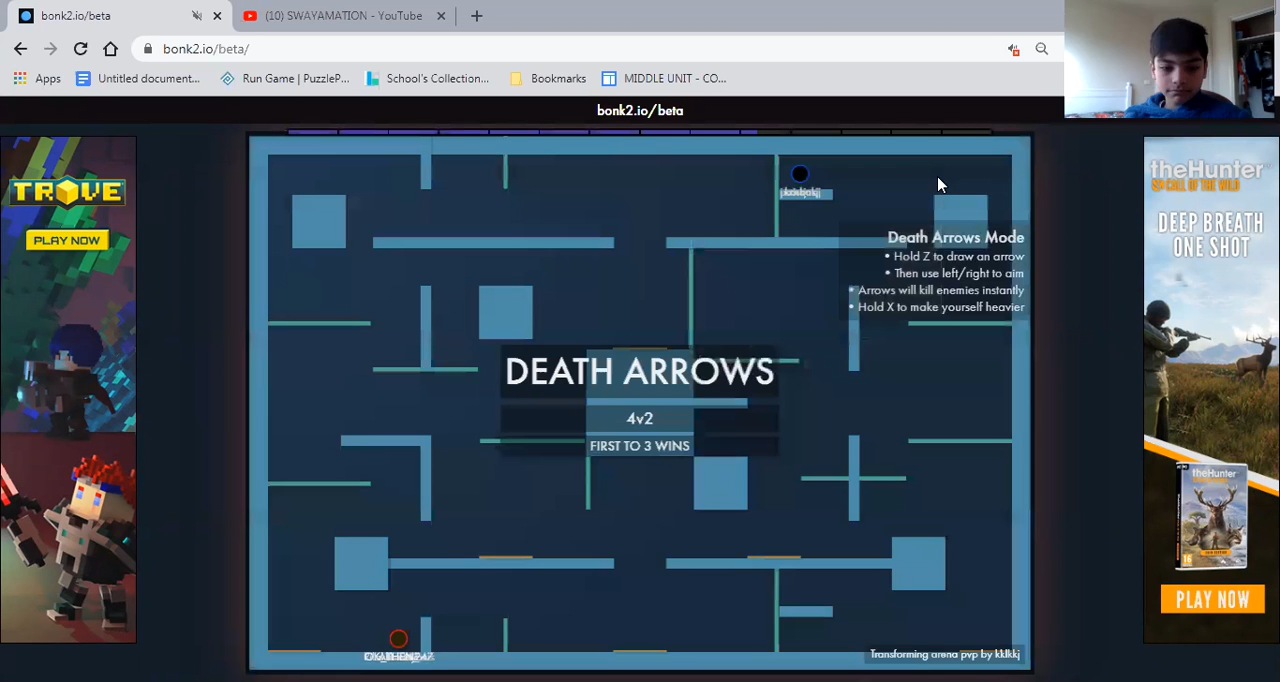 bonk2.io/beta
(10) SWAYAMATION - YouTube
bonk2.io/beta/
Apps
Untitled document...
Run Game | PuzzleP...
School's Collection...
Bookmarks
MIDDLE UNIT - CO...
bonk2.io/beta
TROVE
PLAY NOW
Death Arrows Mode
• Hold Z to draw an arrow
• Then use left/right to aim
• Arrows will kill enemies instantly
• Hold X to make yourself heavier
DEATH ARROWS
4v2
FIRST TO 3 WINS
Transforming arena pvp by kklkkj
theHunter
CALL OF THE WILD
DEEP BREATH
ONE SHOT
theHunter
PLAY NOW